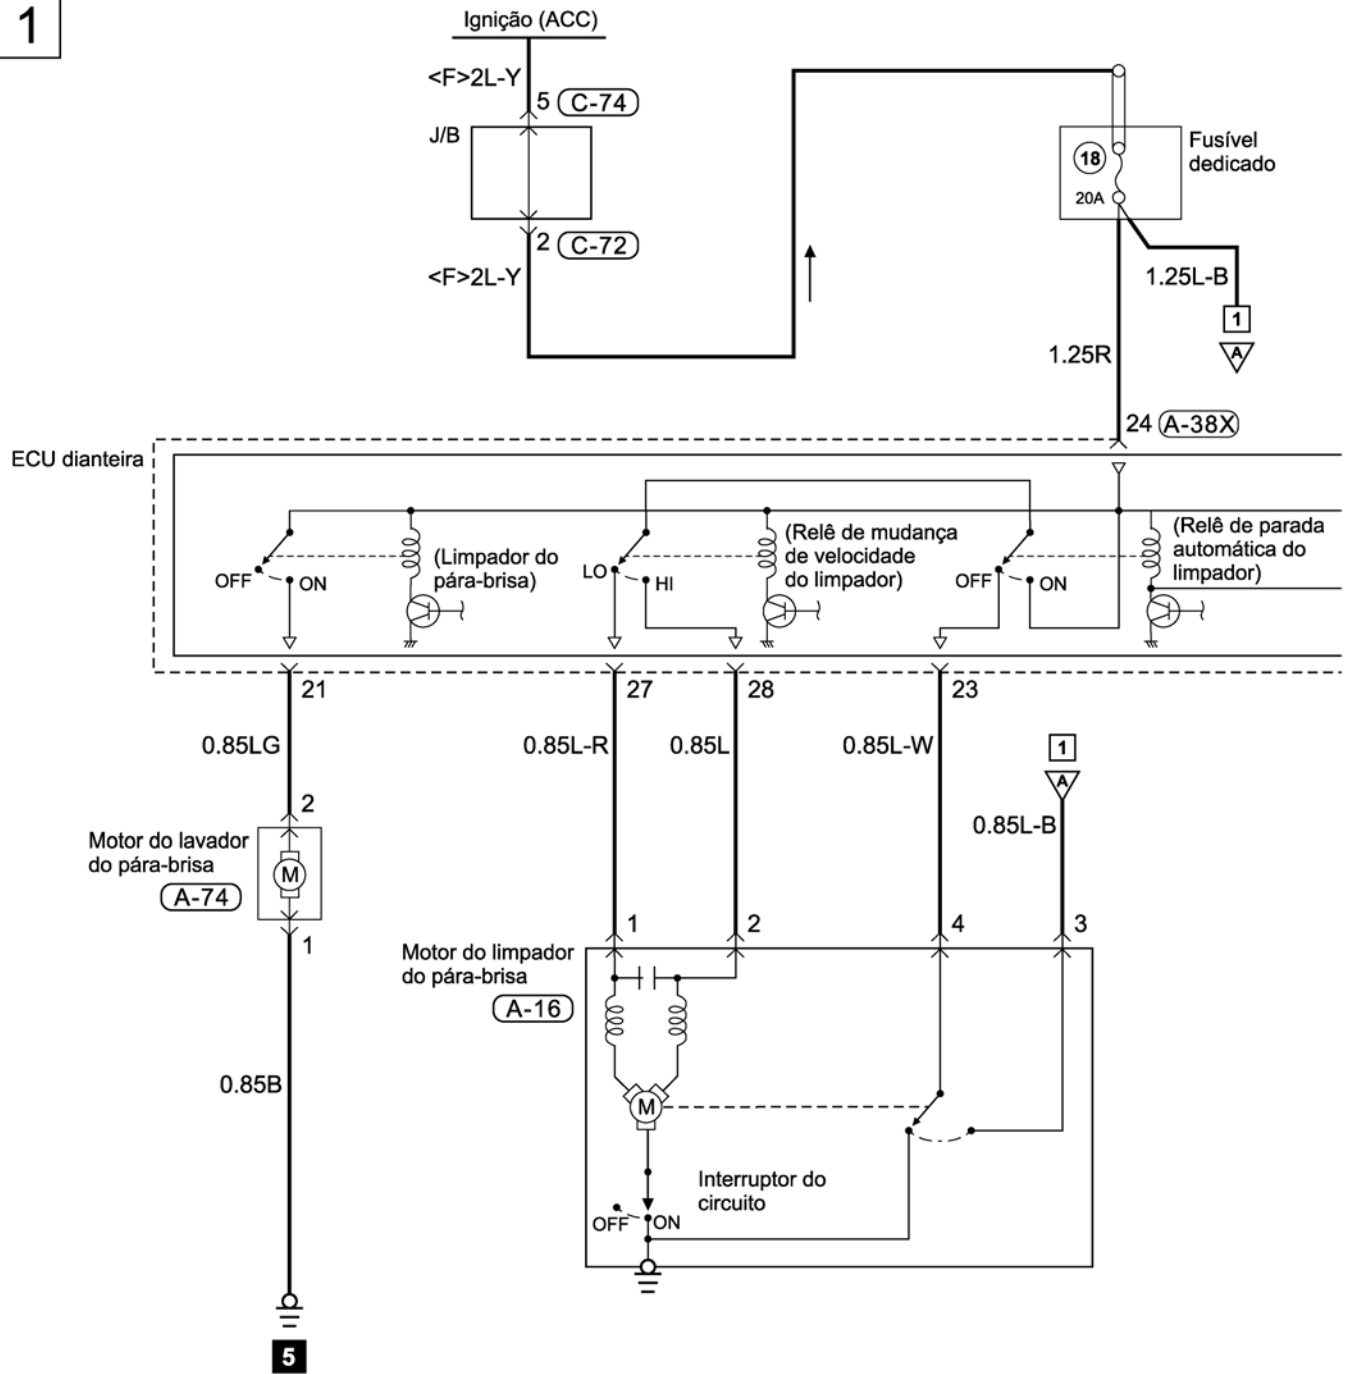 1
Ignição (ACC)
<F>2L-Y
5 C-74
J/B
2 C-72
<F>2L-Y
18
20A
Fusível
dedicado
1.25L-B
1
A
1.25R
24 A-38X
ECU dianteira
OFF ON
(Limpador do
pára-brisa)
LO HI
(Relê de mudança
de velocidade
do limpador)
OFF ON
(Relê de parada
automática do
limpador)
21
27
28
23
0.85LG
0.85L-R
0.85L
0.85L-W
1
A
0.85L-B
2
Motor do lavador
do pára-brisa
A-74
M
1
1
2
4
3
Motor do limpador
do pára-brisa
A-16
0.85B
M
Interruptor do
circuito
OFF ON
5